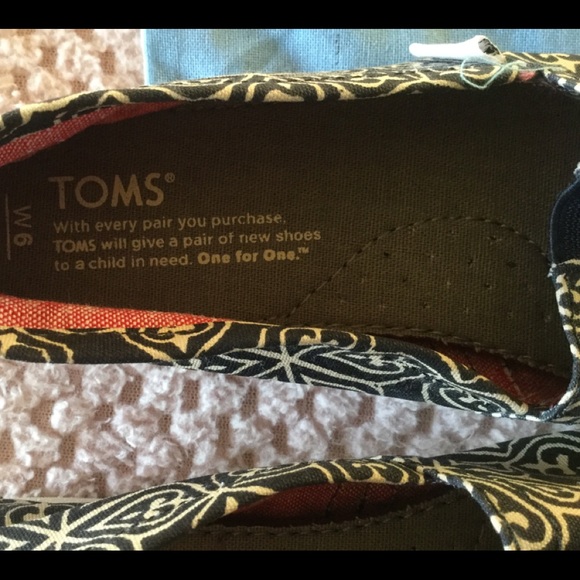 TOMS®
With every pair you purchase,
TOMS will give a pair of new shoes
to a child in need. One for One.™
W6